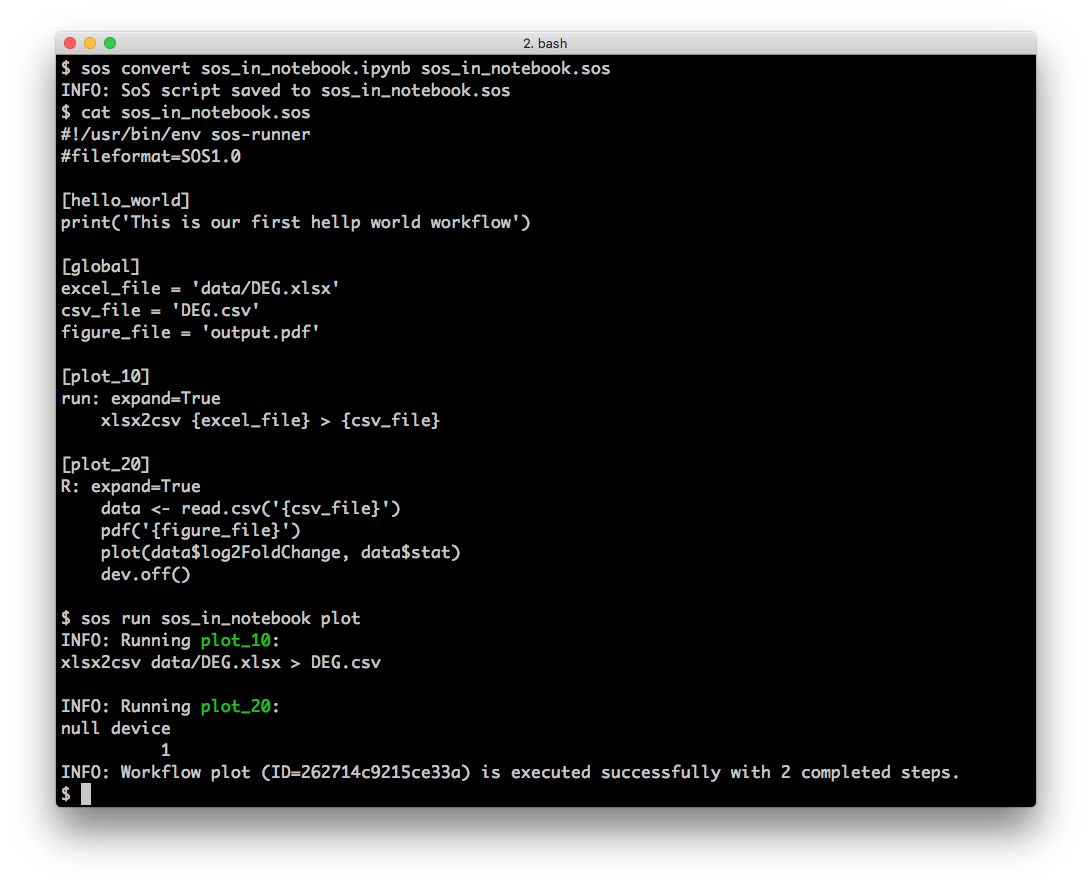 2. bash
$ sos convert sos_in_notebook.ipynb sos_in_notebook.sos
INFO: SoS script saved to sos_in_notebook.sos
$ cat sos_in_notebook.sos
#!/usr/bin/env sos-runner
#fileformat=SOS1.0

[hello_world]
print('This is our first hellp world workflow')

[global]
excel_file = 'data/DEG.xlsx'
csv_file = 'DEG.csv'
figure_file = 'output.pdf'

[plot_10]
run: expand=True
    xlsx2csv {excel_file} > {csv_file}

[plot_20]
R: expand=True
    data <- read.csv('{csv_file}')
    pdf('{figure_file}')
    plot(data$log2FoldChange, data$stat)
    dev.off()

$ sos run sos_in_notebook plot
INFO: Running plot_10:
xlsx2csv data/DEG.xlsx > DEG.csv

INFO: Running plot_20:
null device
          1
INFO: Workflow plot (ID=262714c9215ce33a) is executed successfully with 2 completed steps.
$